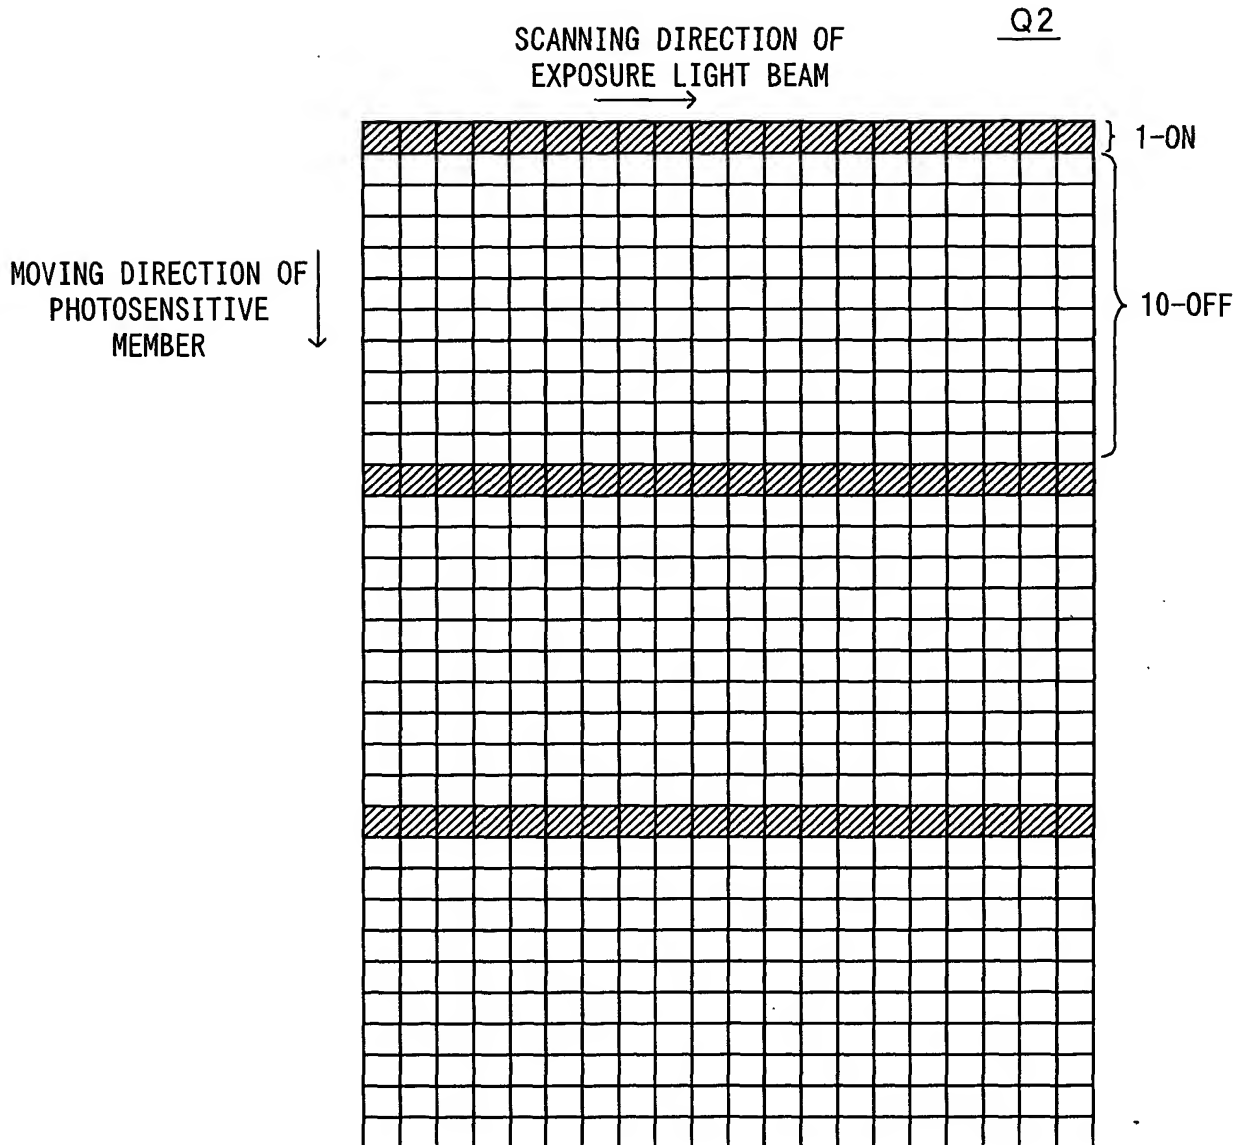 Q2
SCANNING DIRECTION OF
EXPOSURE LIGHT BEAM
1-ON
MOVING DIRECTION OF
PHOTOSENSITIVE
MEMBER
10-OFF